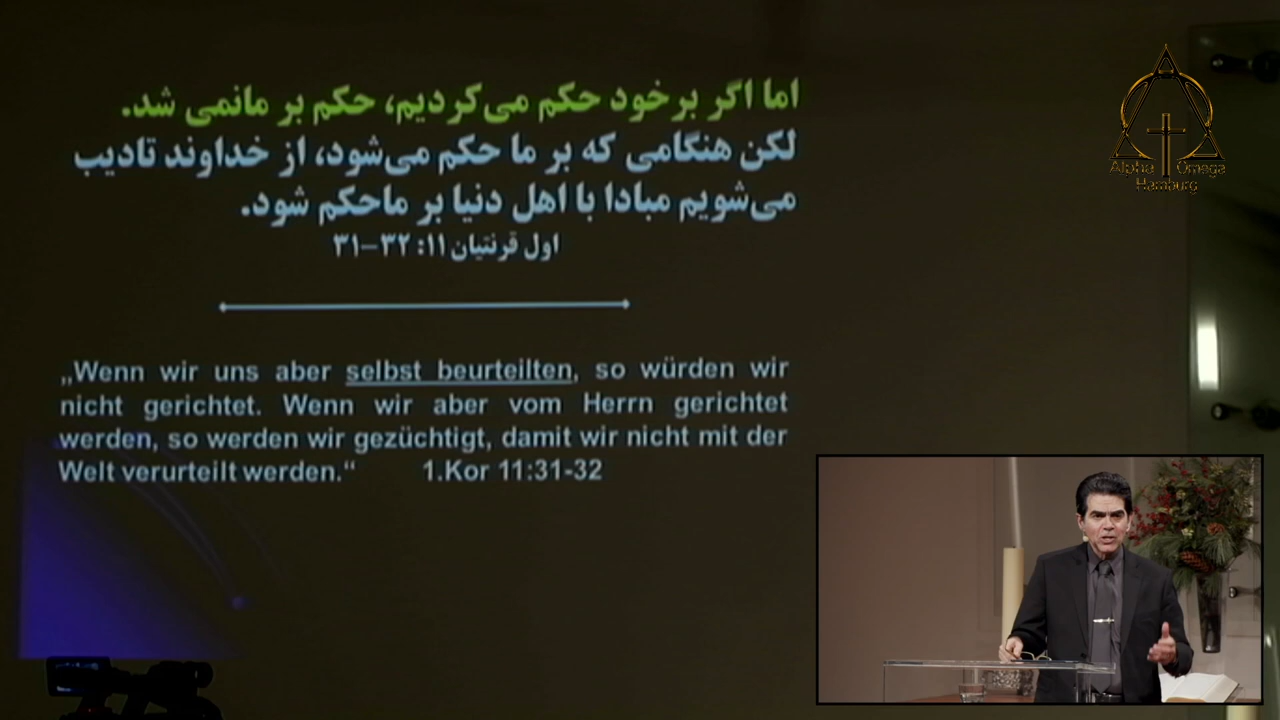 اما اگر برخود حکم می‌کردیم، حکم بر مانمی شد.
لکن هنگامی که بر ما حکم می‌شود، از خداوند تادیب
می‌شویم مبادا با اهل دنیا بر ماحکم شود.
اول قرنتیان ۱۱: ۳۲–۳۱
„Wenn wir uns aber selbst beurteilten, so würden wir
nicht gerichtet. Wenn wir aber vom Herrn gerichtet
werden, so werden wir gezüchtigt, damit wir nicht mit der
Welt verurteilt werden.“ 1.Kor 11:31-32
Alpha Omega
Hamburg